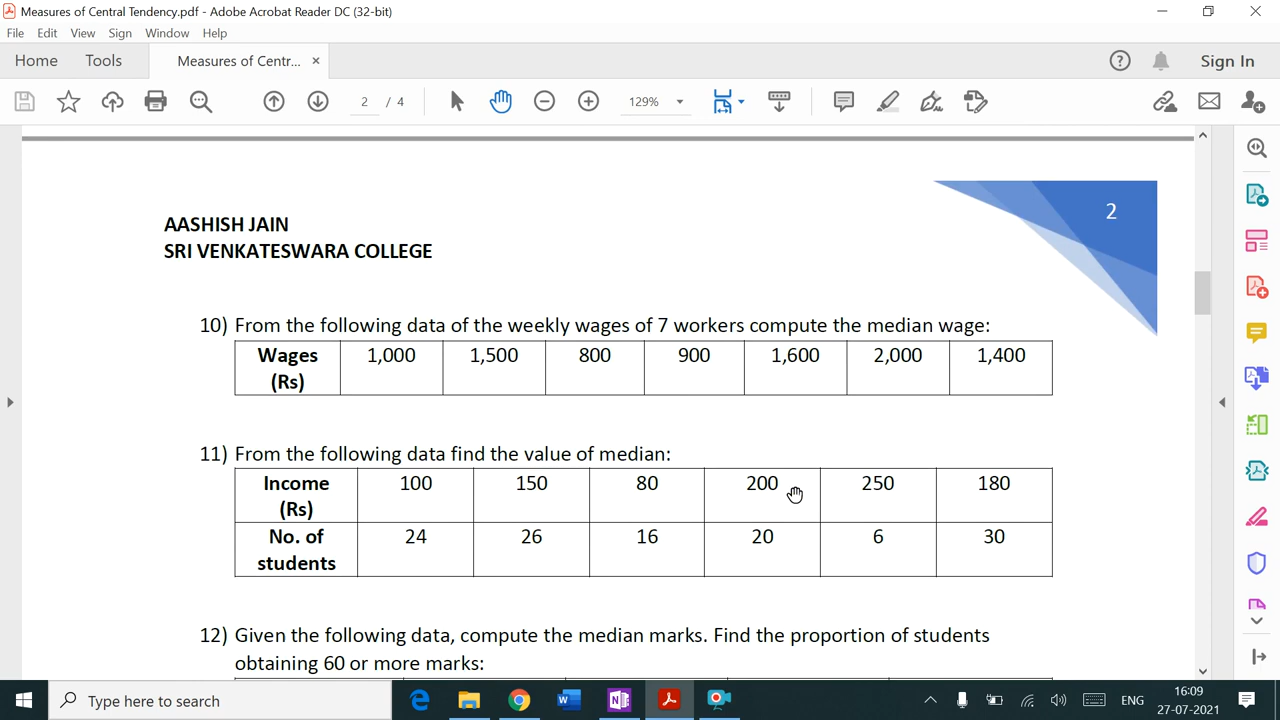 Measures of Central Tendency.pdf - Adobe Acrobat Reader DC (32-bit)
File Edit View Sign Window Help
Home Tools Measures of Centr... × Sign In
2 / 4 129%
2
AASHISH JAIN
SRI VENKATESWARA COLLEGE
10) From the following data of the weekly wages of 7 workers compute the median wage:
Wages (Rs) 1,000 1,500 800 900 1,600 2,000 1,400
11) From the following data find the value of median:
Income (Rs) 100 150 80 200 250 180
No. of students 24 26 16 20 6 30
12) Given the following data, compute the median marks. Find the proportion of students
obtaining 60 or more marks:
Type here to search
ENG
16:09
27-07-2021